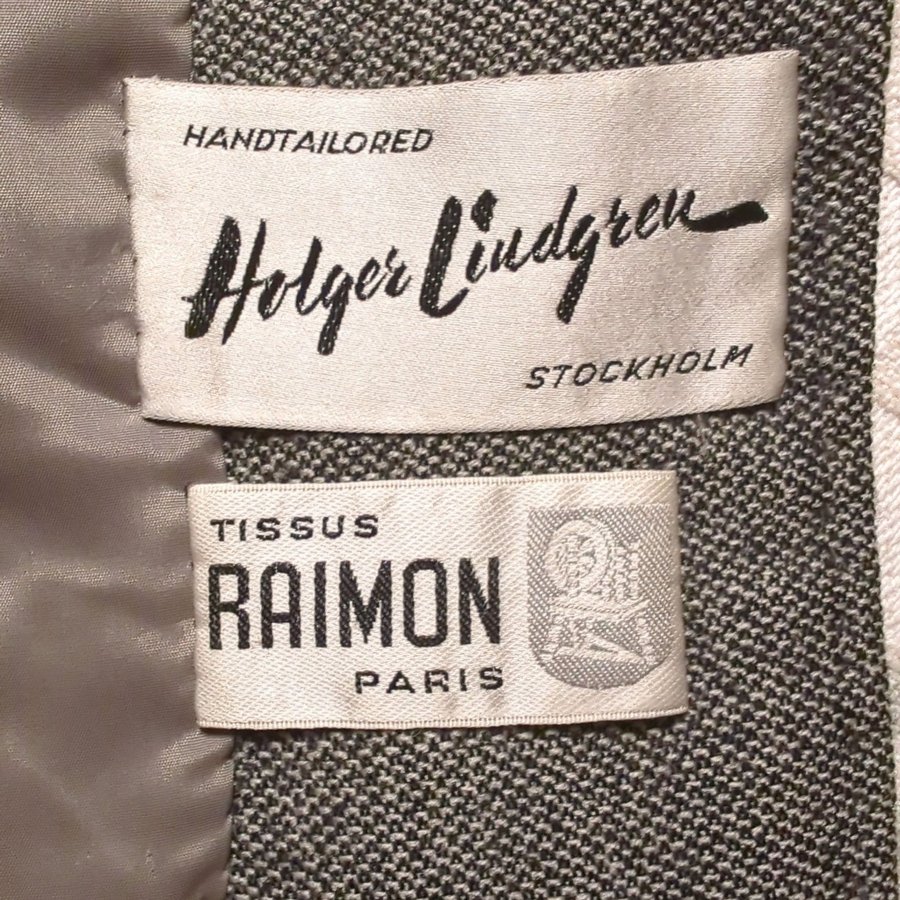 HANDTAILORED
Holger Lindgren
STOCKHOLM
TISSUS
RAIMON
PARIS